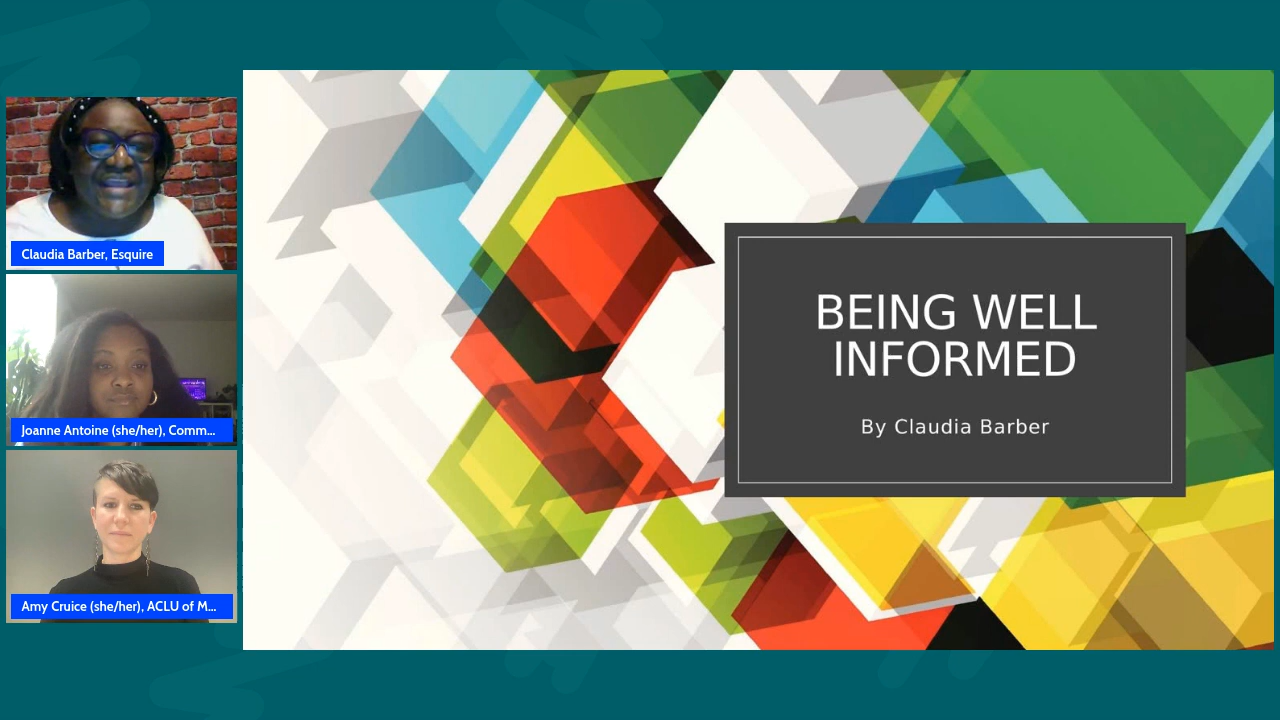 Claudia Barber, Esquire
Joanne Antoine (she/her), Comm...
Amy Cruice (she/her), ACLU of M...
BEING WELL
INFORMED
By Claudia Barber